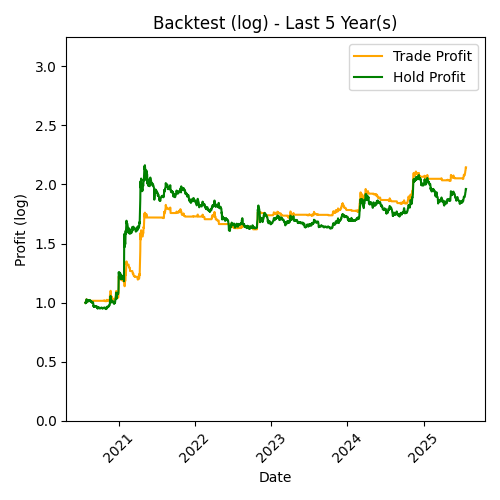 Backtest (log) - Last 5 Year(s)
Trade Profit
Hold Profit
Profit (log)
3.0
2.5
2.0
1.5
1.0
0.5
0.0
2021
2022
2023
2024
2025
Date